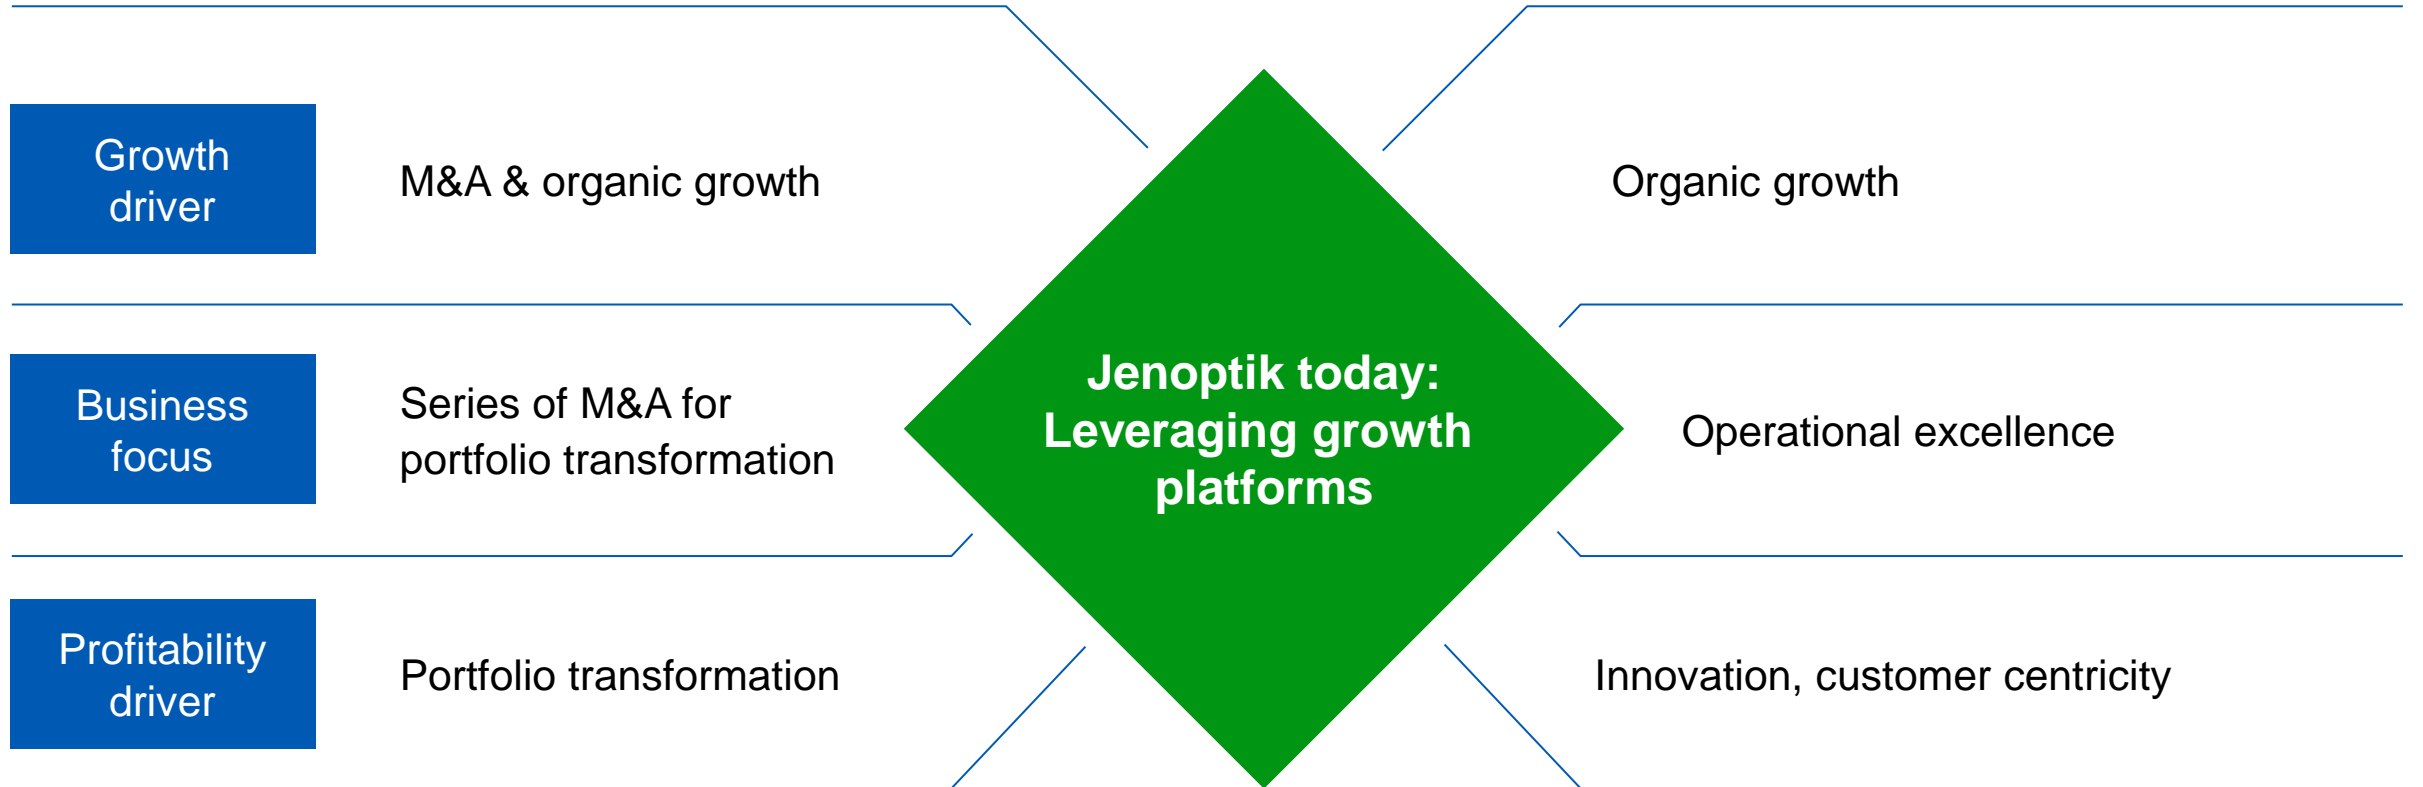 Growth
driver
M&A & organic growth
Organic growth
Business
focus
Series of M&A for
portfolio transformation
Jenoptik today:
Leveraging growth
platforms
Operational excellence
Profitability
driver
Portfolio transformation
Innovation, customer centricity